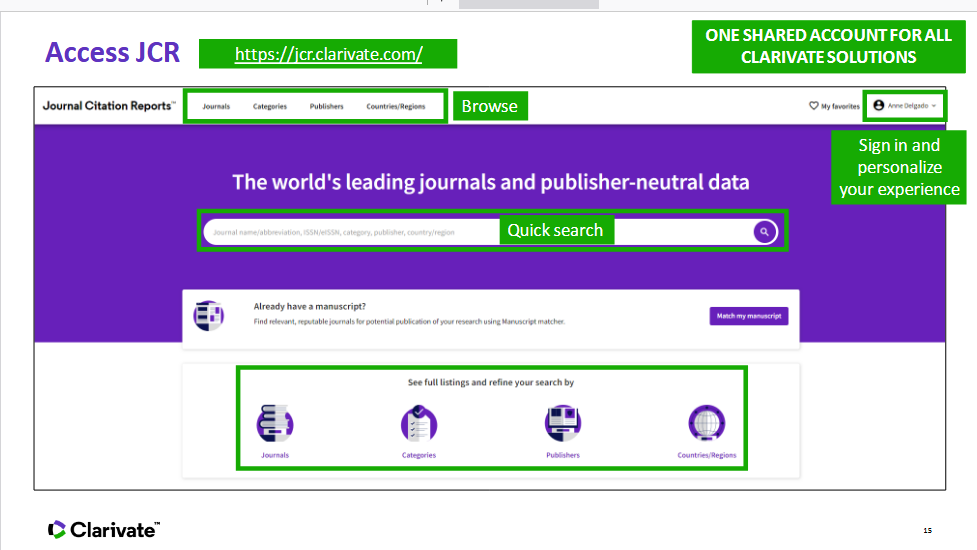 Access JCR
https://jcr.clarivate.com/
ONE SHARED ACCOUNT FOR ALL
CLARIVATE SOLUTIONS
Journal Citation Reports™
Journals
Categories
Publishers
Countries/Regions
Browse
My favorites
Anne Delgado
Sign in and
personalize
your experience
The world's leading journals and publisher-neutral data
Journal name/abbreviation, ISSN/eISSN, category, publisher, country/region
Quick search
Already have a manuscript?
Find relevant, reputable journals for potential publication of your research using Manuscript matcher.
Match my manuscript
See full listings and refine your search by
Journals
Categories
Publishers
Countries/Regions
Clarivate™
15